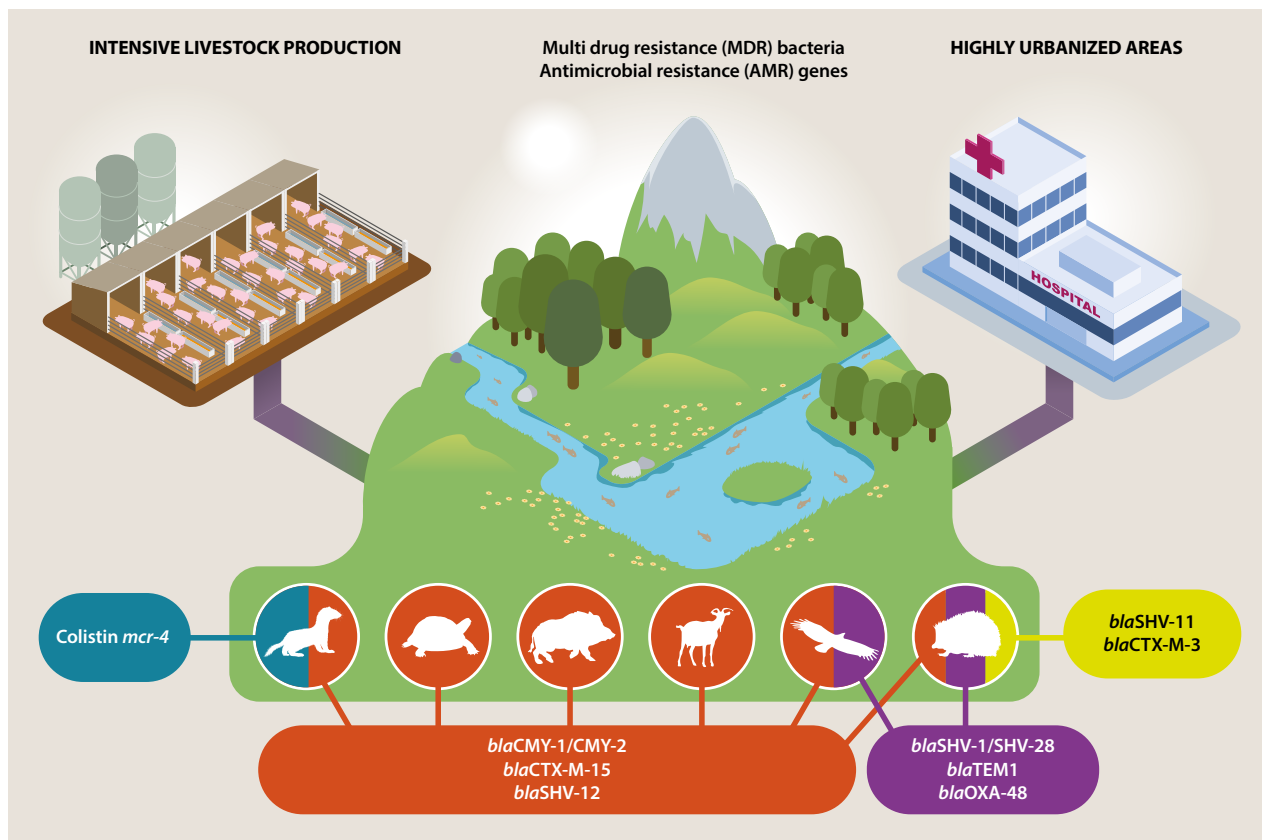 INTENSIVE LIVESTOCK PRODUCTION
Multi drug resistance (MDR) bacteria
Antimicrobial resistance (AMR) genes
HIGHLY URBANIZED AREAS
HOSPITAL
Colistin mcr-4
blaSHV-11
blaCTX-M-3
blaCMY-1/CMY-2
blaCTX-M-15
blaSHV-12
blaSHV-1/SHV-28
blaTEM1
blaOXA-48